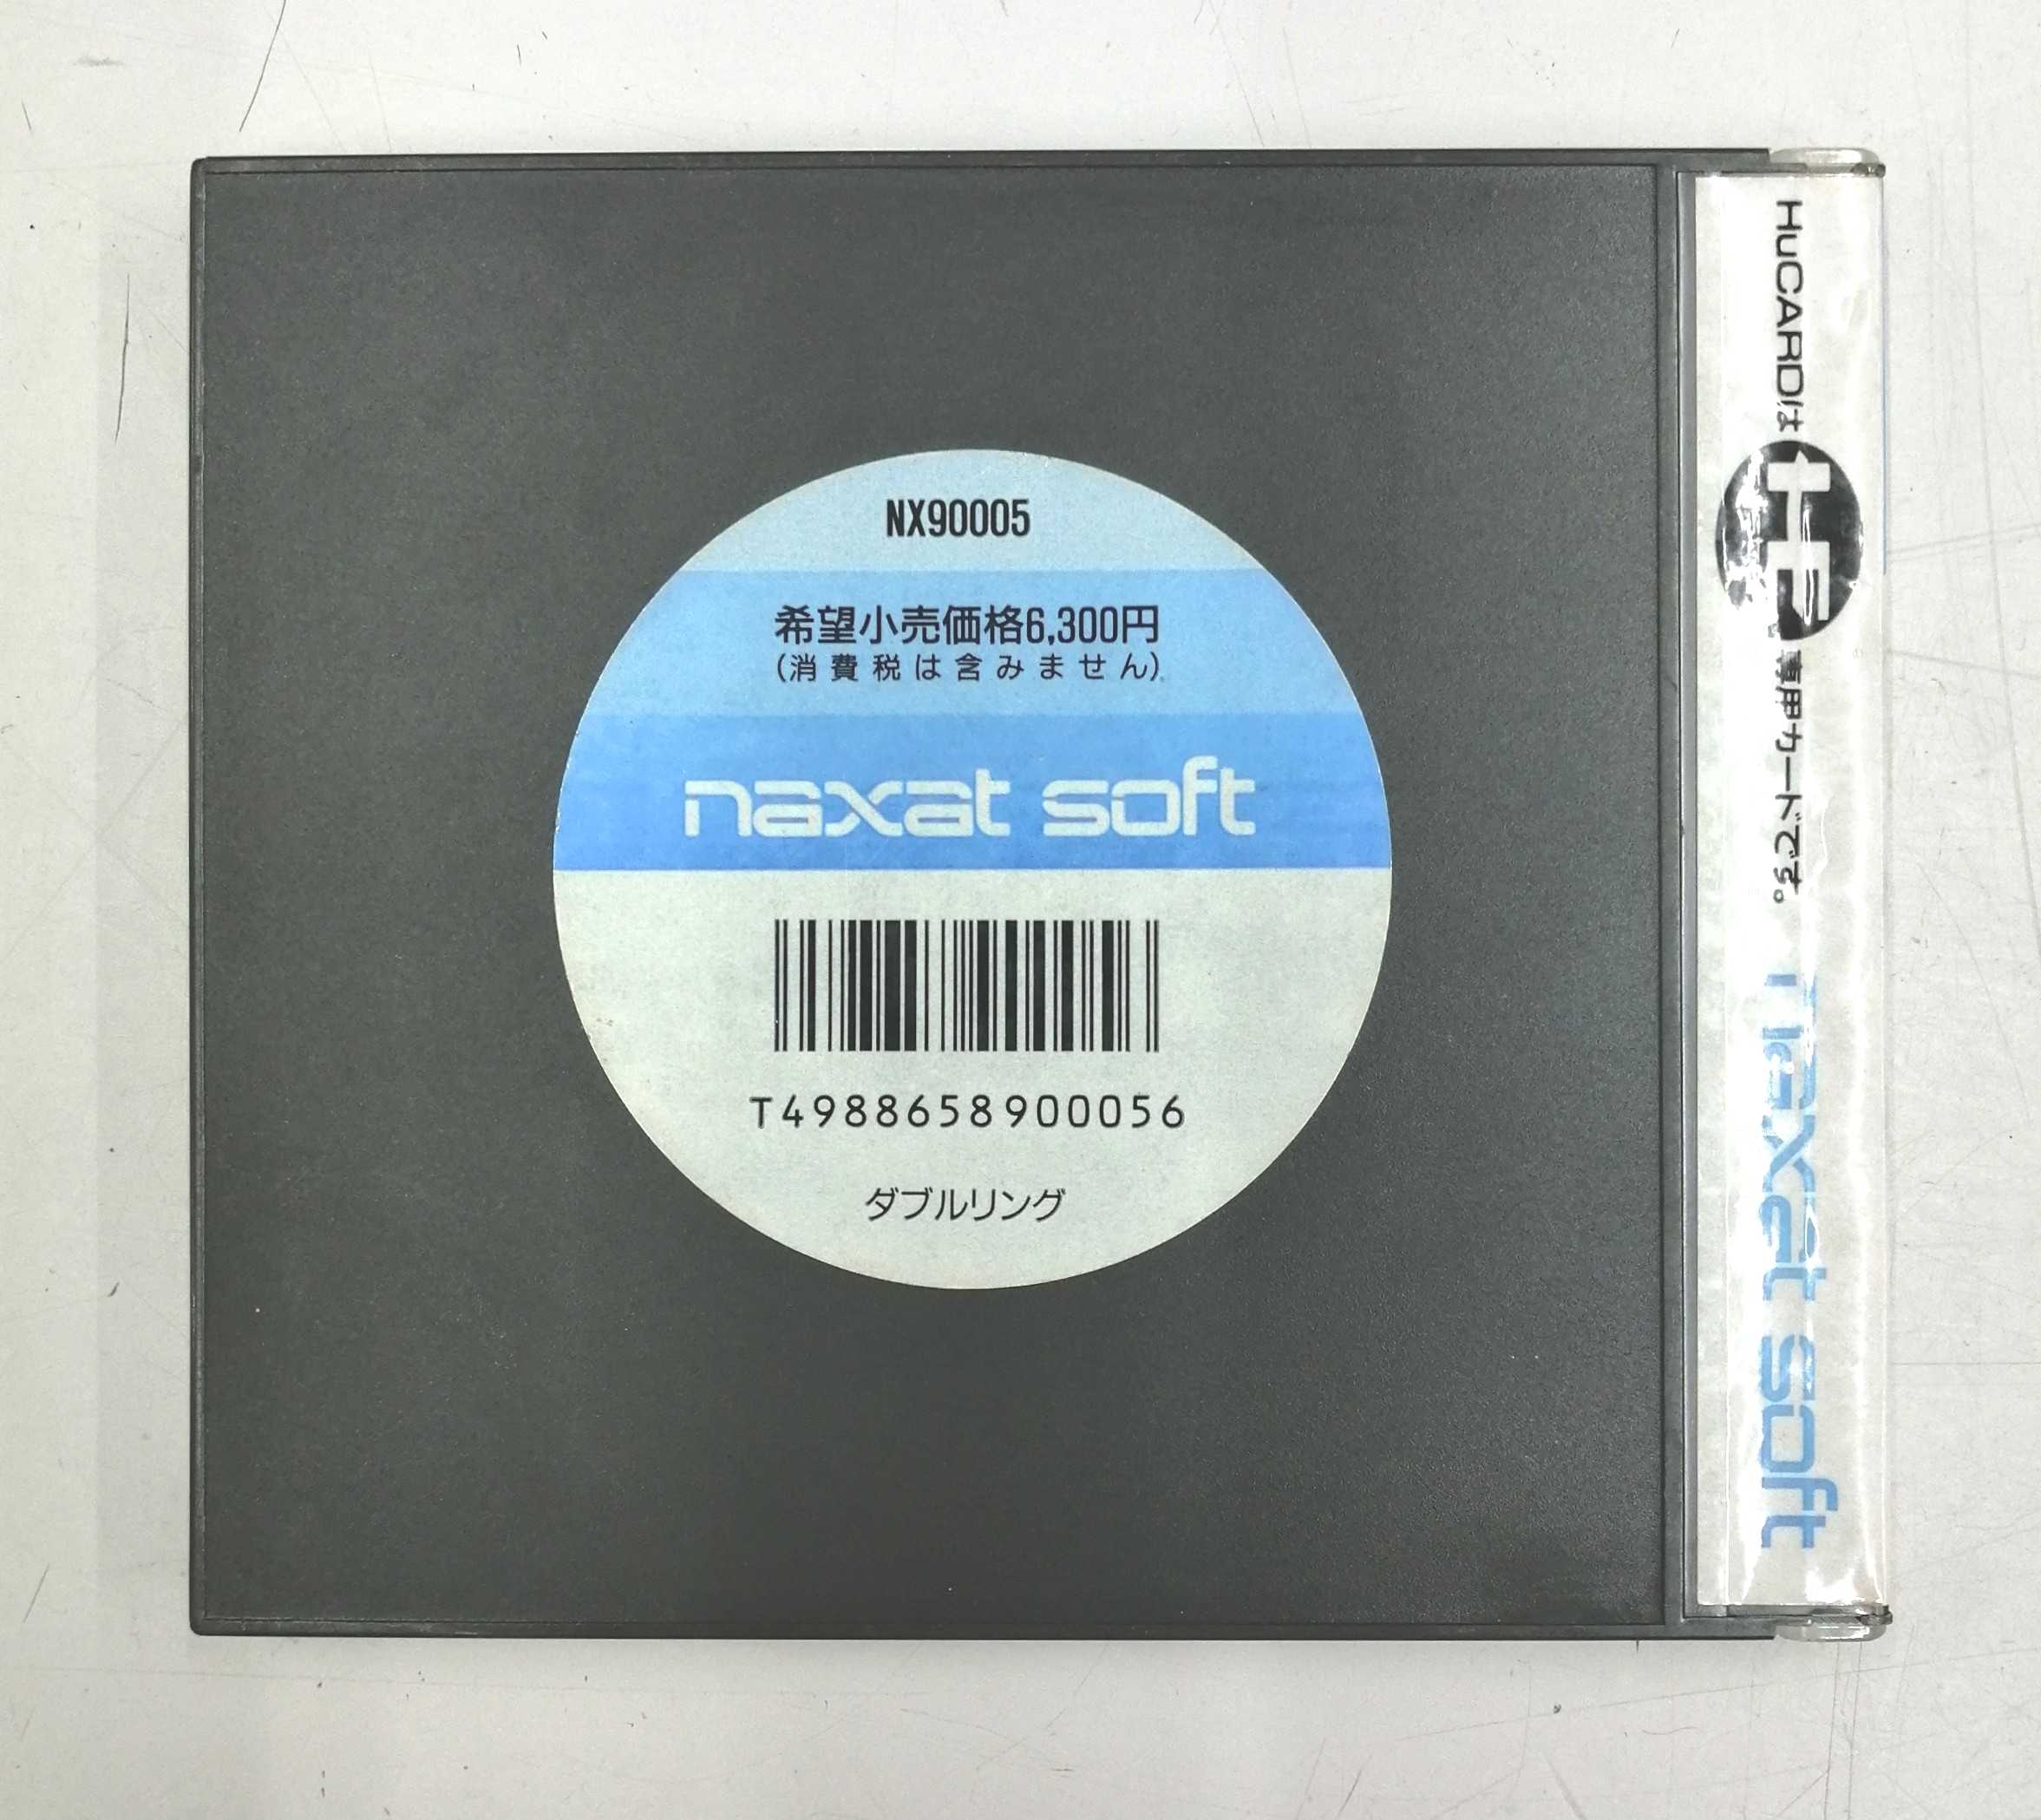 NX90005
希望小売価格6,300円
(消費税は含みません)
naxat soft
T4988658900056
ダブルリング
HuCARDは HE 専用カードです。
naxat soft